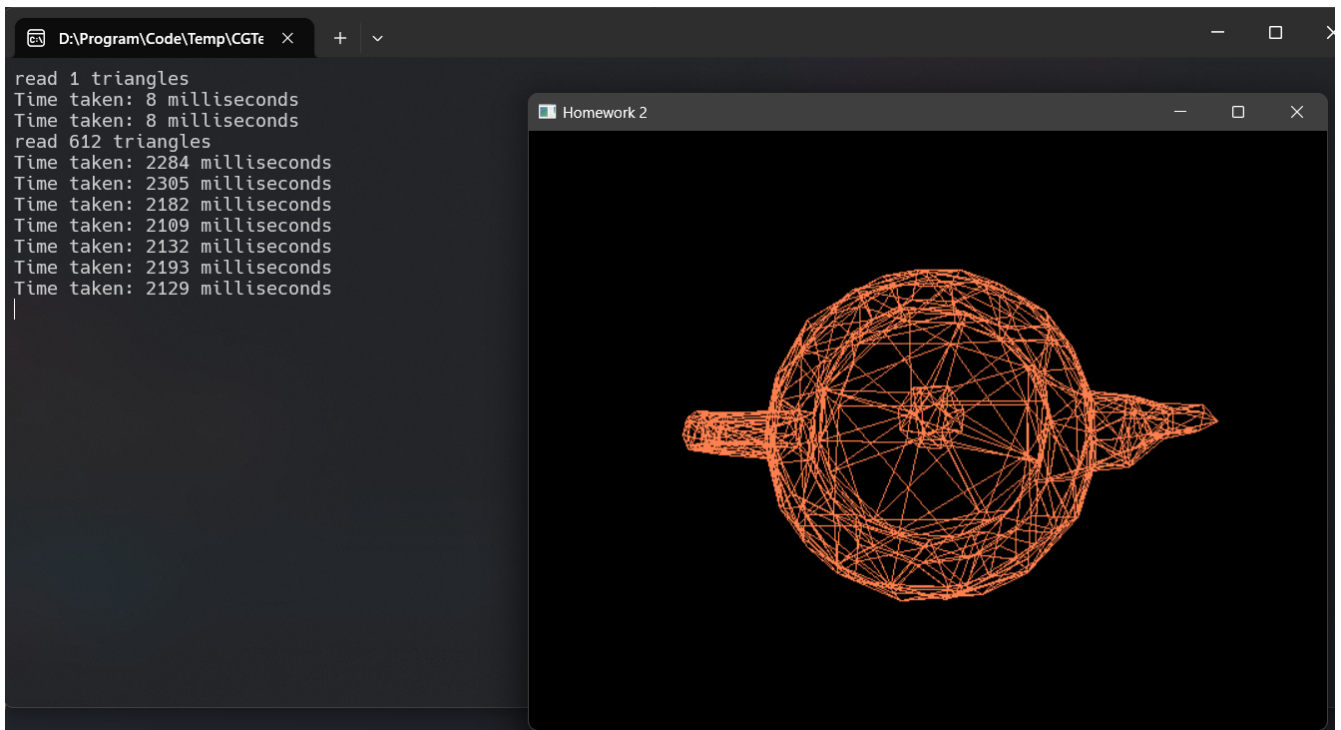 D:\Program\Code\Temp\CGTe
read 1 triangles
Time taken: 8 milliseconds
Time taken: 8 milliseconds
read 612 triangles
Time taken: 2284 milliseconds
Time taken: 2305 milliseconds
Time taken: 2182 milliseconds
Time taken: 2109 milliseconds
Time taken: 2132 milliseconds
Time taken: 2193 milliseconds
Time taken: 2129 milliseconds
Homework 2